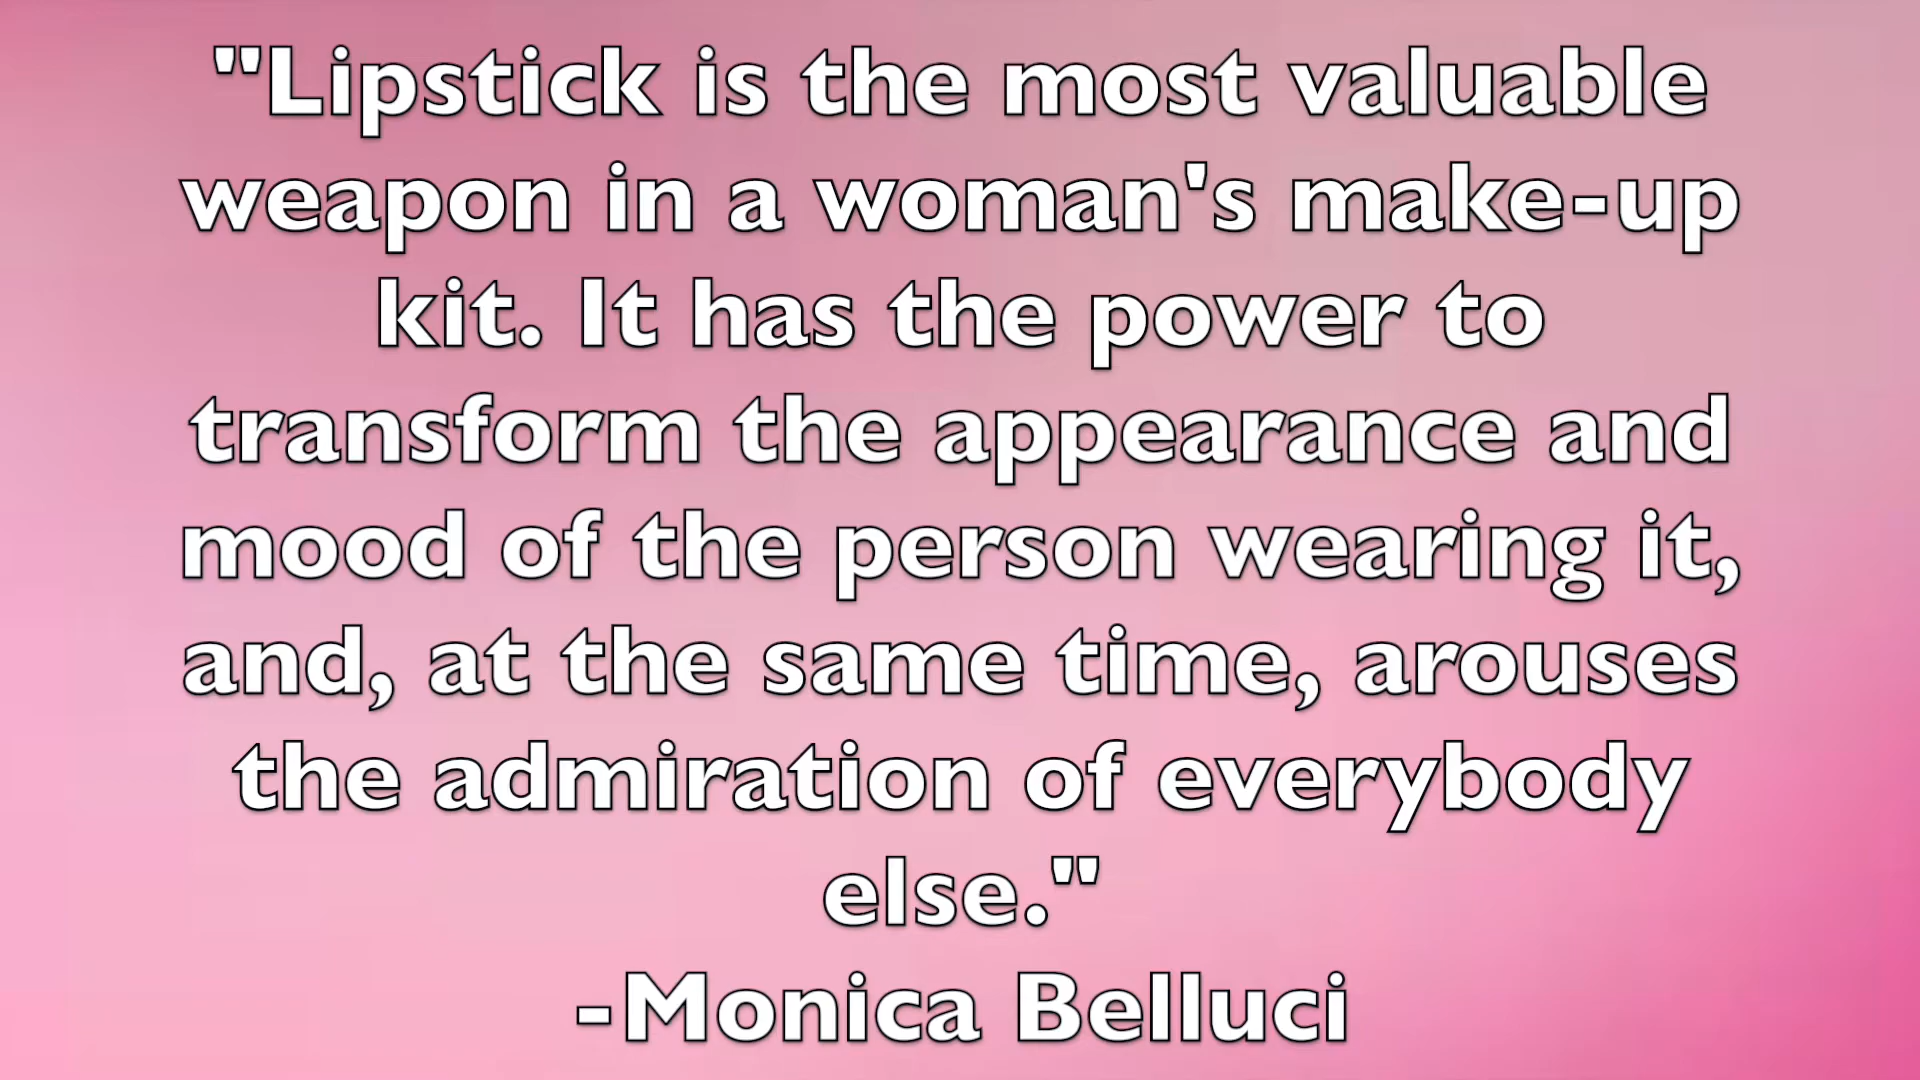 "Lipstick is the most valuable
weapon in a woman's make-up
kit. It has the power to
transform the appearance and
mood of the person wearing it,
and, at the same time, arouses
the admiration of everybody
else."
-Monica Belluci